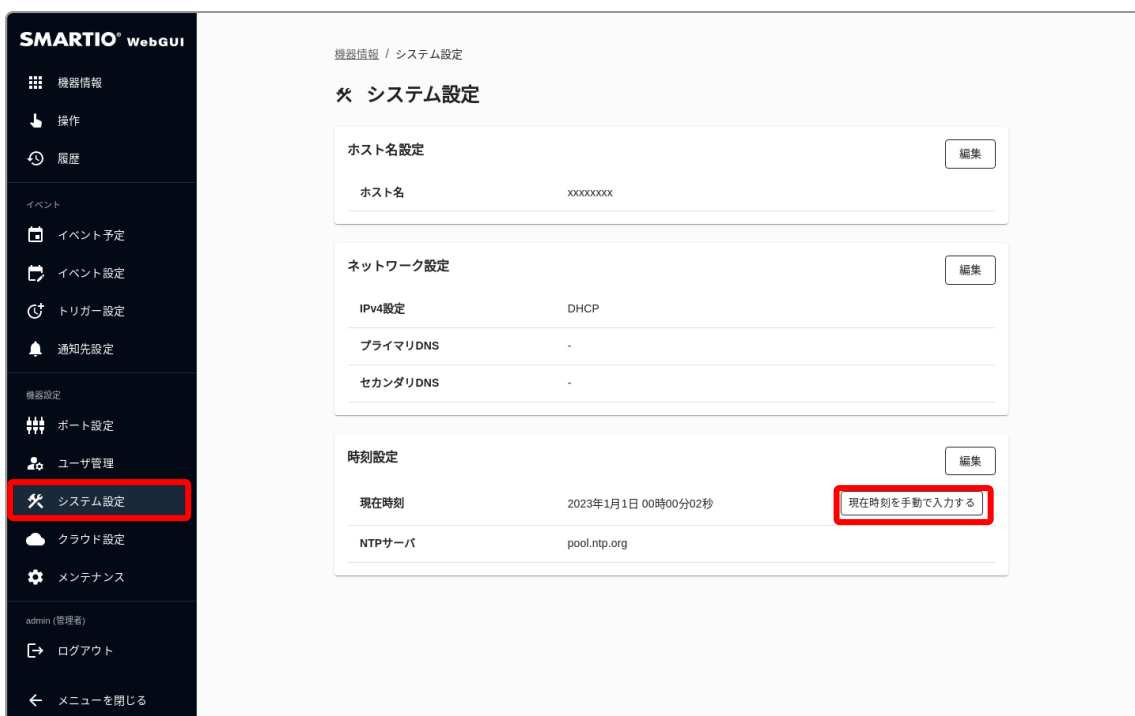 SMARTIO° WebGUI
機器情報
操作
履歴
イベント
イベント予定
イベント設定
トリガー設定
通知先設定
機器設定
ポート設定
ユーザ管理
システム設定
クラウド設定
メンテナンス
admin (管理者)
ログアウト
メニューを閉じる
機器情報 / システム設定
システム設定
ホスト名設定 編集
ホスト名 xxxxxxxx
ネットワーク設定 編集
IPv4設定 DHCP
プライマリDNS -
セカンダリDNS -
時刻設定 編集
現在時刻 2023年1月1日 00時00分02秒 現在時刻を手動で入力する
NTPサーバ pool.ntp.org